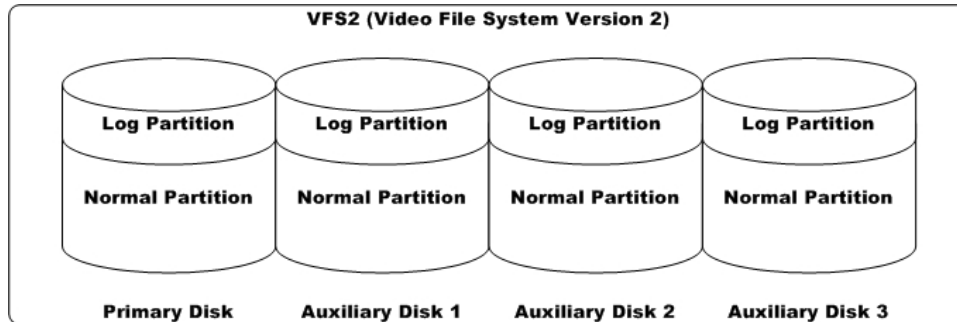 VFS2 (Video File System Version 2)
Log Partition Log Partition Log Partition Log Partition
Normal Partition Normal Partition Normal Partition Normal Partition
Primary Disk Auxiliary Disk 1 Auxiliary Disk 2 Auxiliary Disk 3